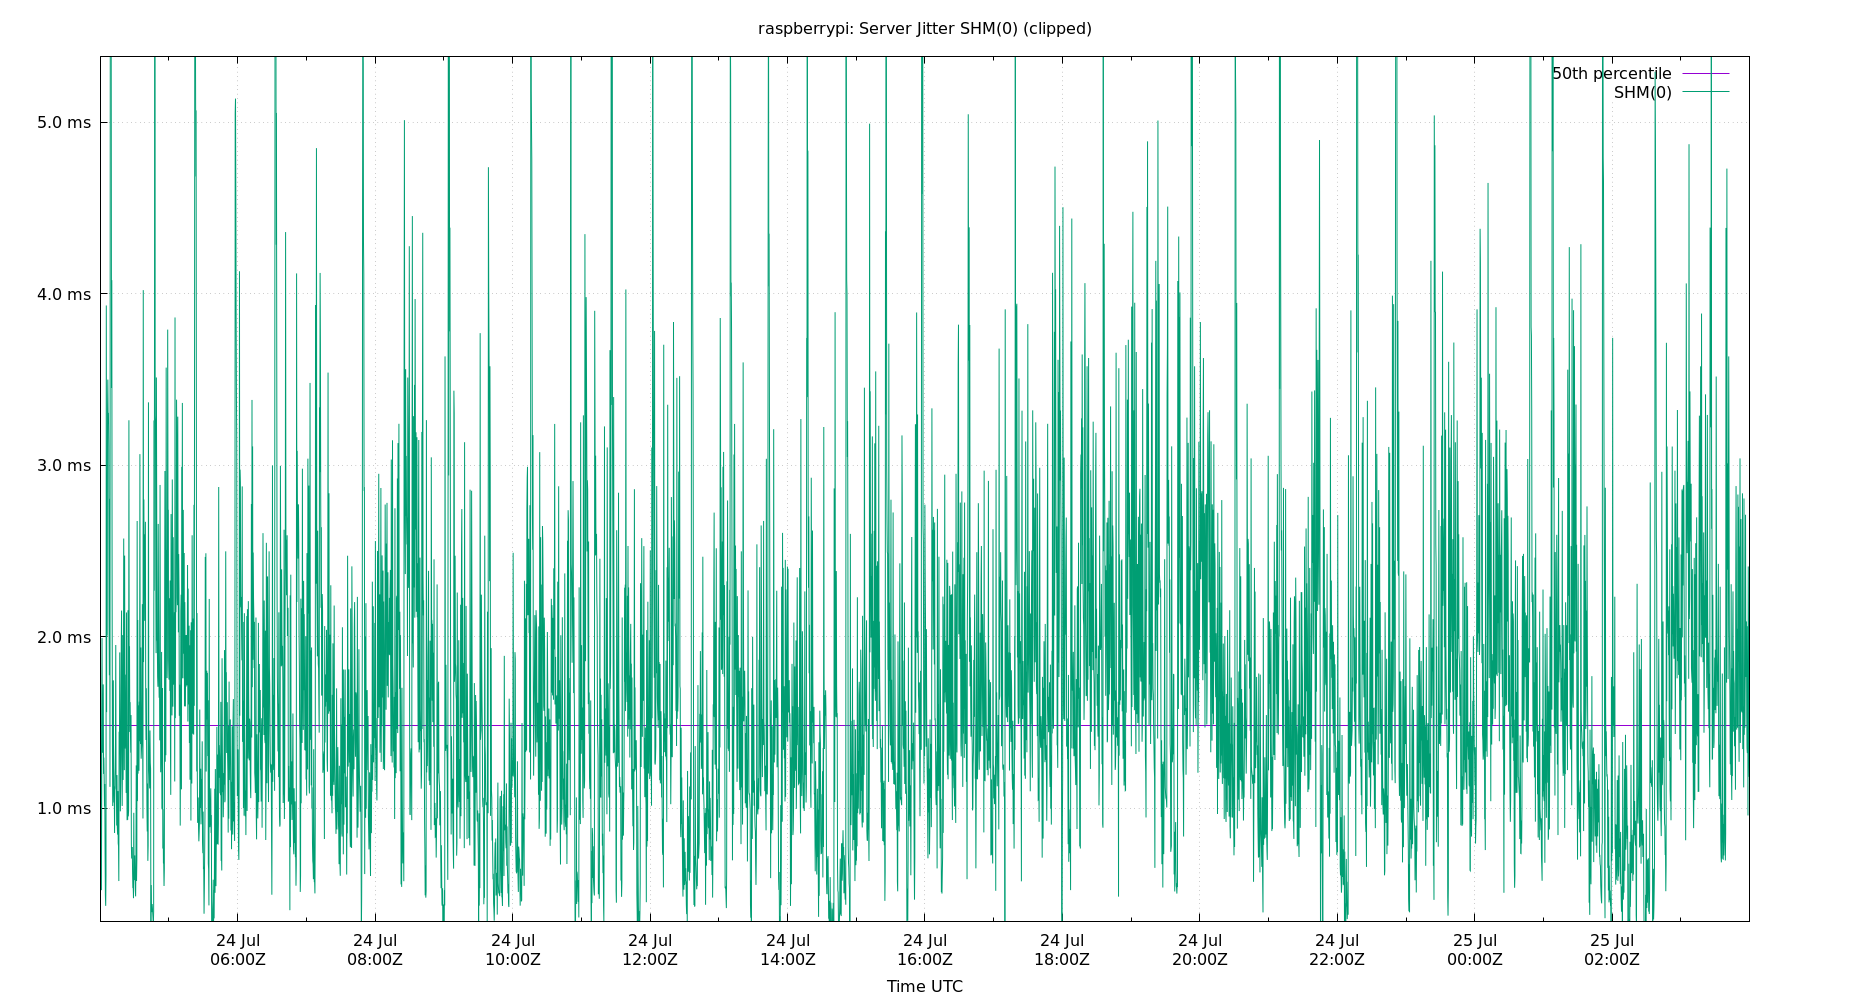 raspberrypi: Server Jitter SHM(0) (clipped)
50th percentile
SHM(0)
5.0 ms
4.0 ms
3.0 ms
2.0 ms
1.0 ms
24 Jul 24 Jul 24 Jul 24 Jul 24 Jul 24 Jul 24 Jul 24 Jul 24 Jul 25 Jul 25 Jul
06:00Z 08:00Z 10:00Z 12:00Z 14:00Z 16:00Z 18:00Z 20:00Z 22:00Z 00:00Z 02:00Z
Time UTC